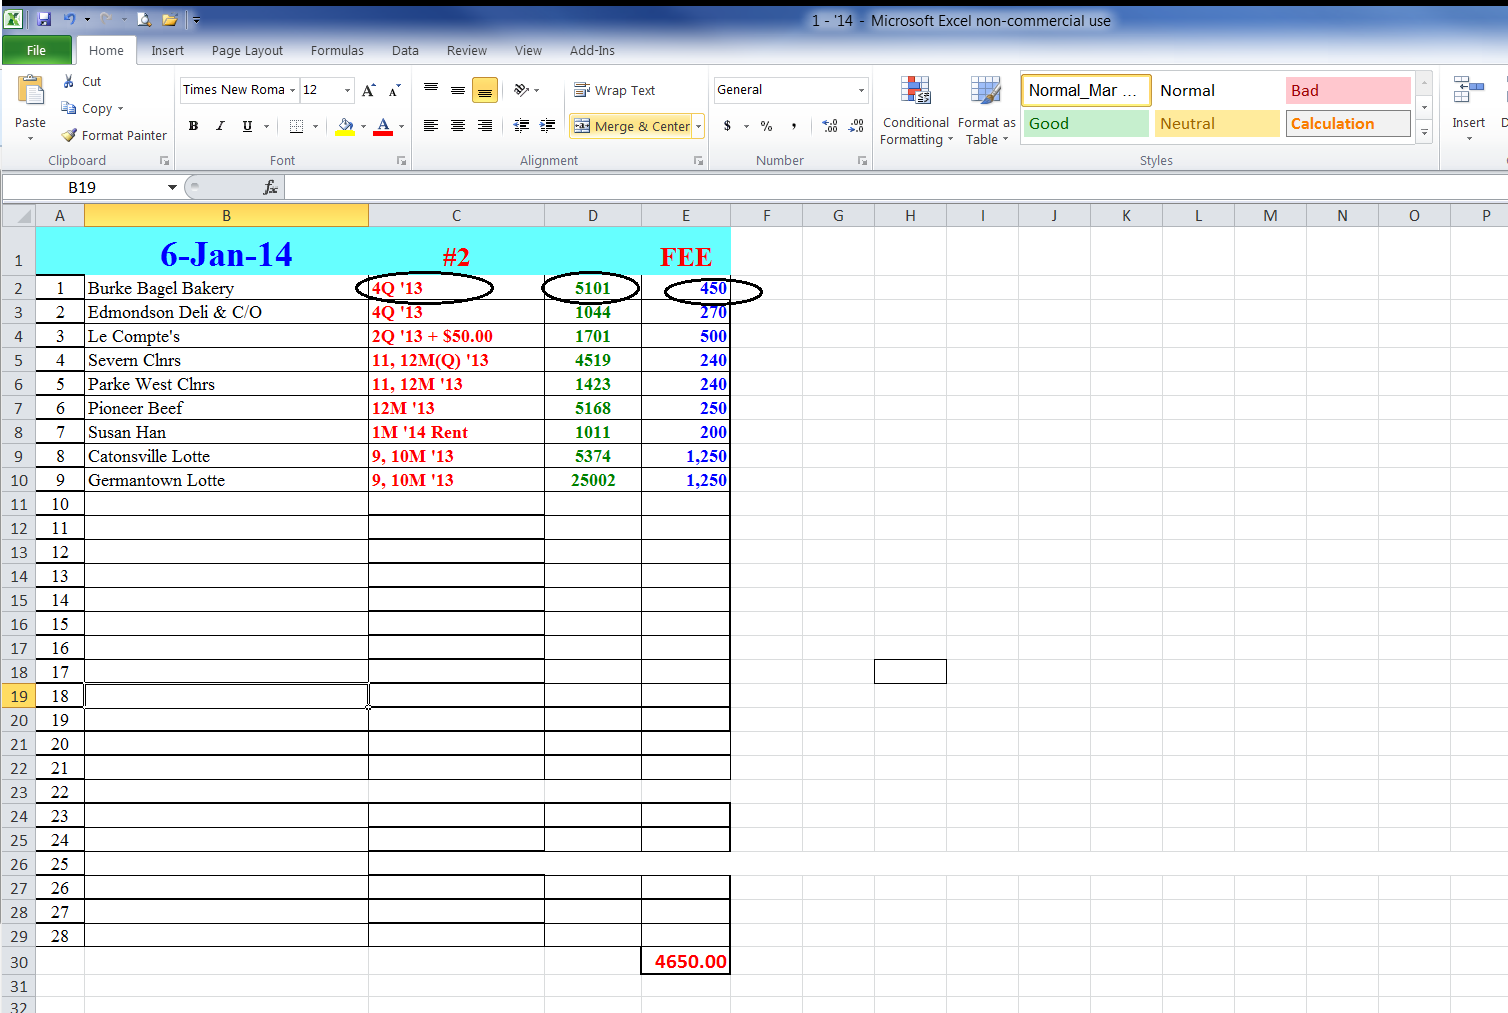 1 - '14 - Microsoft Excel non-commercial use
File Home Insert Page Layout Formulas Data Review View Add-Ins
Paste
Cut
Copy
Format Painter
Clipboard
Times New Roma 12 A A
B I U A
Font
Wrap Text
Merge & Center
Alignment
General
$ % , .00 .00
Number
Conditional Formatting
Format as Table
Normal_Mar ... Normal Bad
Good Neutral Calculation
Styles
Insert D
B19 fx
A B C D E F G H I J K L M N O P
1 6-Jan-14 #2 FEE
2 1 Burke Bagel Bakery 4Q '13 5101 450
3 2 Edmondson Deli & C/O 4Q '13 1044 270
4 3 Le Compte's 2Q '13 + $50.00 1701 500
5 4 Severn Clnrs 11, 12M(Q) '13 4519 240
6 5 Parke West Clnrs 11, 12M '13 1423 240
7 6 Pioneer Beef 12M '13 5168 250
8 7 Susan Han 1M '14 Rent 1011 200
9 8 Catonsville Lotte 9, 10M '13 5374 1,250
10 9 Germantown Lotte 9, 10M '13 25002 1,250
11 10
12 11
13 12
14 13
15 14
16 15
17 16
18 17
19 18
20 19
21 20
22 21
23 22
24 23
25 24
26 25
27 26
28 27
29 28
30 4650.00
31
32